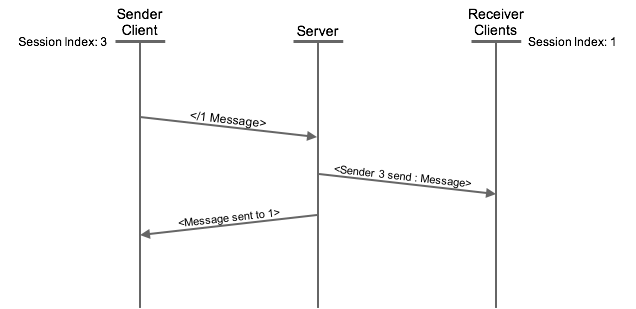 Sender
Client
Server
Receiver
Clients
Session Index: 3
Session Index: 1
</1 Message>
<Sender 3 send : Message>
<Message sent to 1>